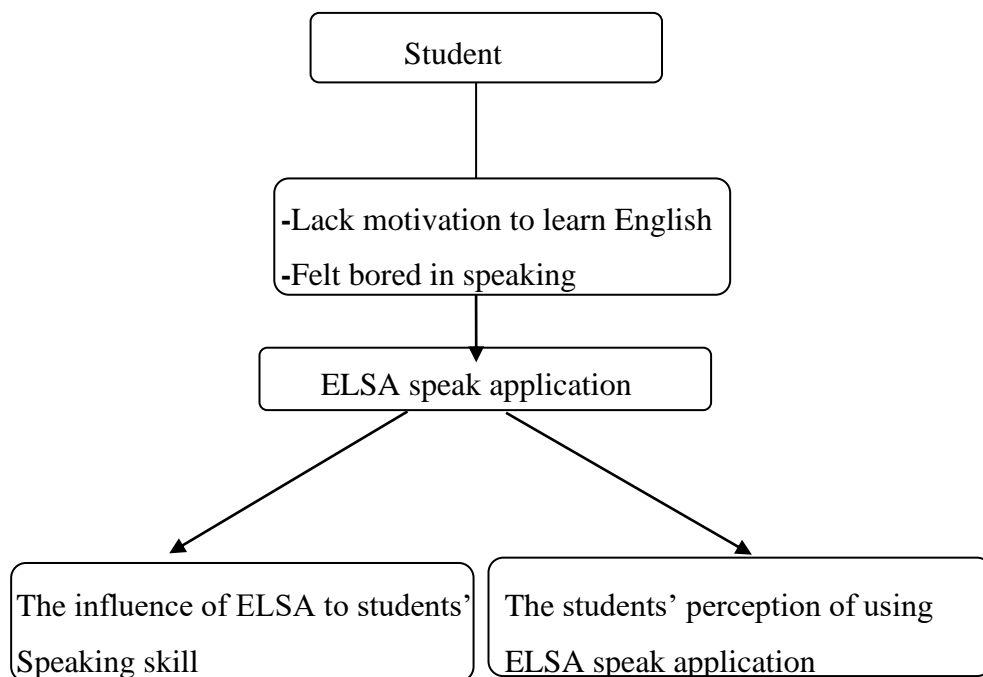 Student
-Lack motivation to learn English
-Felt bored in speaking
ELSA speak application
The influence of ELSA to students’
Speaking skill
The students’ perception of using
ELSA speak application